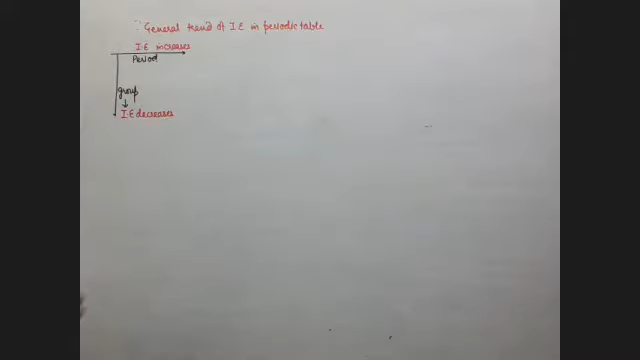 General trend of I.E in periodic table
I.E increases
Period
group
I.E decreases